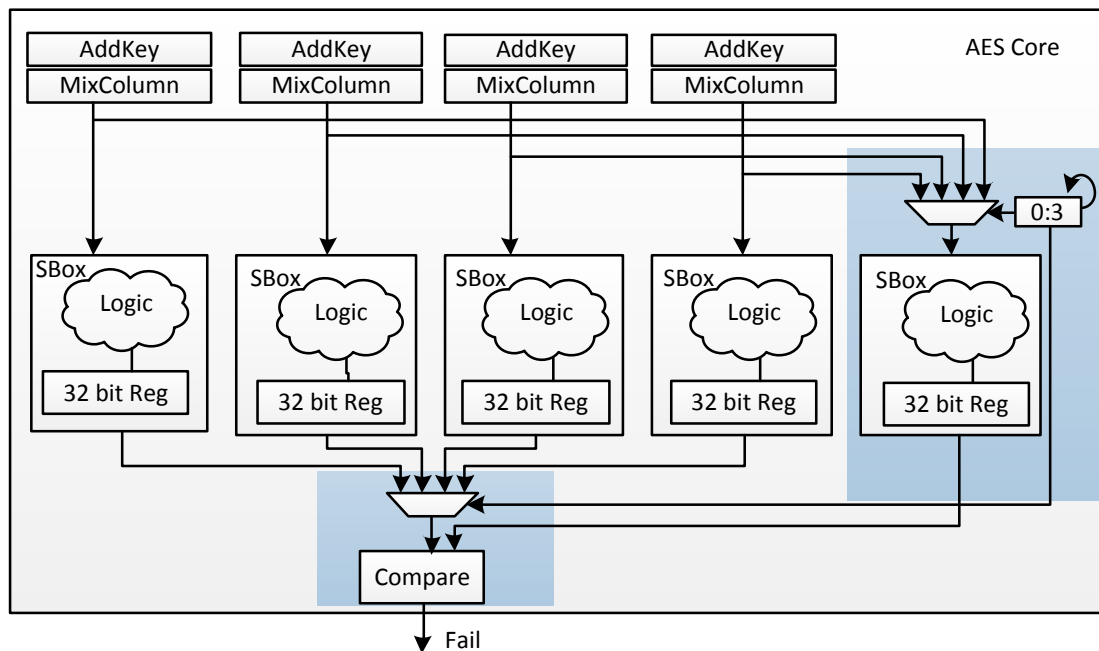 AddKey
AddKey
AddKey
AddKey
AES Core
MixColumn
MixColumn
MixColumn
MixColumn
0:3
SBox
SBox
SBox
SBox
SBox
Logic
Logic
Logic
Logic
Logic
32 bit Reg
32 bit Reg
32 bit Reg
32 bit Reg
32 bit Reg
Compare
Fail